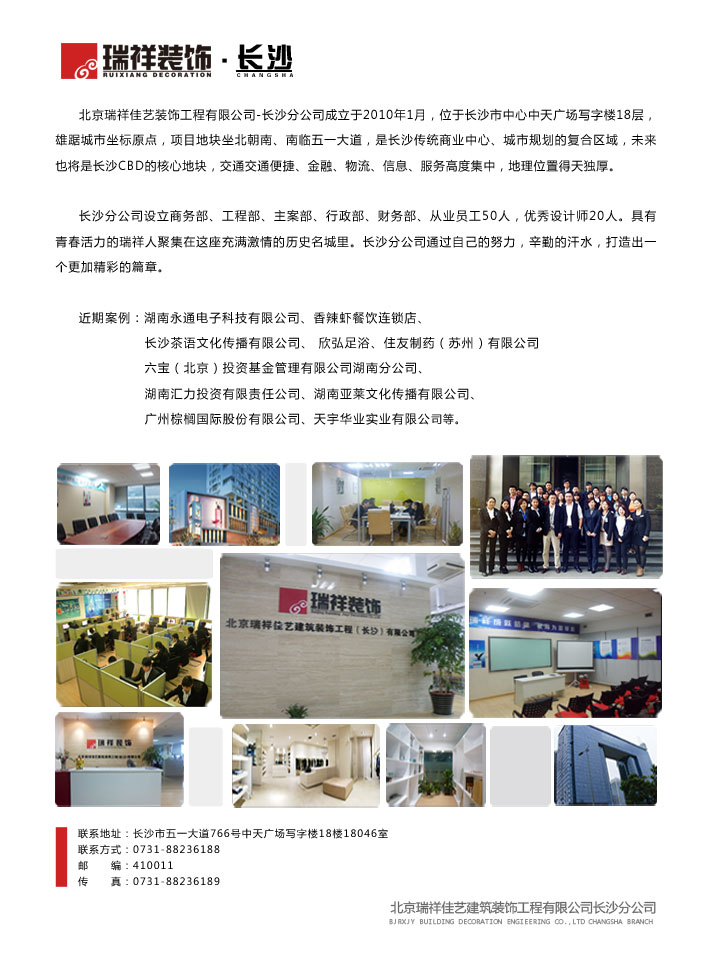 瑞祥装饰·长沙
RUIXIANG DECORATION CHANGSHA
北京瑞祥佳艺装饰工程有限公司-长沙分公司成立于2010年1月，位于长沙市中心中天广场写字楼18层，
雄踞城市坐标原点，项目地块坐北朝南、南临五一大道，是长沙传统商业中心、城市规划的复合区域，未来
也将是长沙CBD的核心地块，交通交通便捷、金融、物流、信息、服务高度集中，地理位置得天独厚。
长沙分公司设立商务部、工程部、主案部、行政部、财务部、从业员工50人，优秀设计师20人。具有
青春活力的瑞祥人聚集在这座充满激情的历史名城里。长沙分公司通过自己的努力，辛勤的汗水，打造出一
个更加精彩的篇章。
近期案例：湖南永通电子科技有限公司、香辣虾餐饮连锁店、
长沙茶语文化传播有限公司、 欣弘足浴、住友制药（苏州）有限公司
六宝（北京）投资基金管理有限公司湖南分公司、
湖南汇力投资有限责任公司、湖南亚莱文化传播有限公司、
广州棕榈国际股份有限公司、天宇华业实业有限公司等。
瑞祥装饰
北京瑞祥佳艺建筑装饰工程（长沙）有限公司
瑞祥装饰
联系地址：长沙市五一大道766号中天广场写字楼18楼18046室
联系方式：0731-88236188
邮　　编：410011
传　　真：0731-88236189
北京瑞祥佳艺建筑装饰工程有限公司长沙分公司
BJRXJY BUILDING DECORATION ENGIEERING CO.,LTD CHANGSHA BRANCH